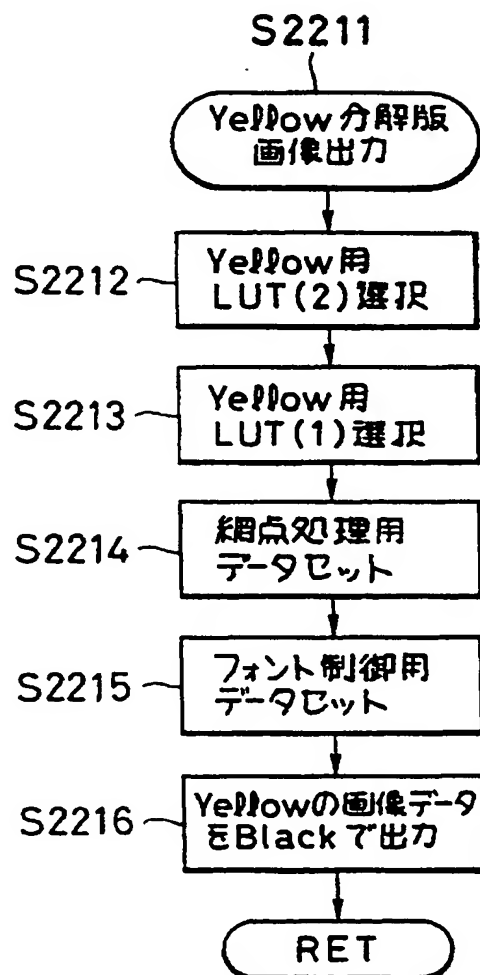 S2211
Yellow分解版
画像出力
S2212
Yellow用
LUT(2)選択
S2213
Yellow用
LUT(1)選択
S2214
網点処理用
データセット
S2215
フォント制御用
データセット
S2216
Yellowの画像データ
をBlackで出力
RET